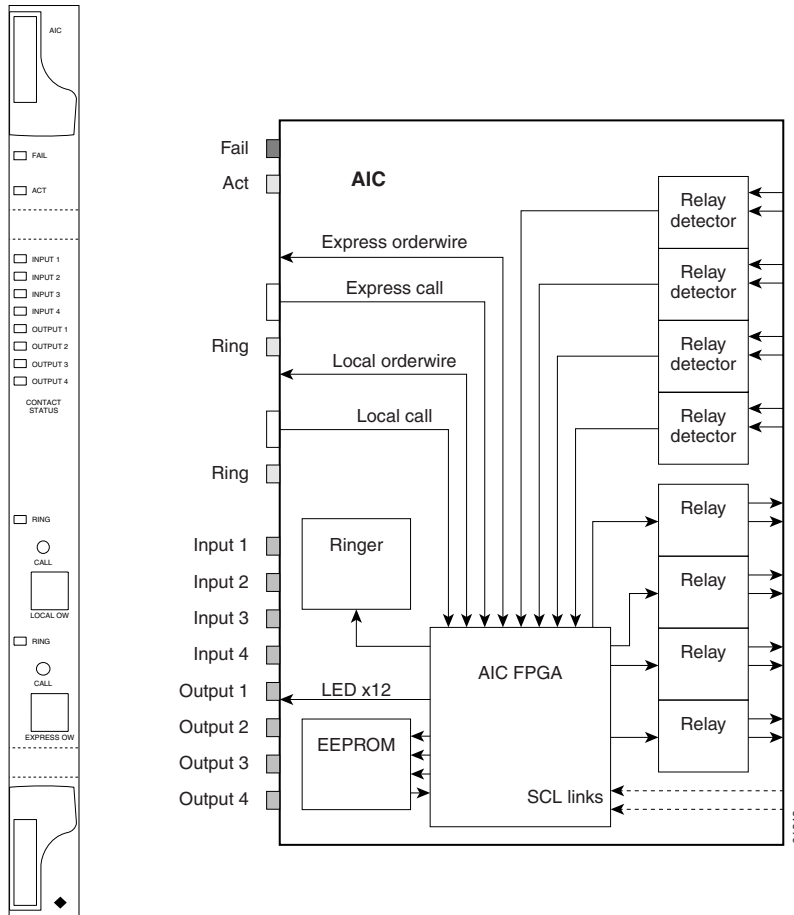 AIC
FAIL
ACT
INPUT 1
INPUT 2
INPUT 3
INPUT 4
OUTPUT 1
OUTPUT 2
OUTPUT 3
OUTPUT 4
CONTACT
STATUS
RING
CALL
LOCAL OW
RING
CALL
EXPRESS OW
Fail
Act
AIC
Express orderwire
Express call
Ring
Local orderwire
Local call
Ring
Input 1
Input 2
Input 3
Input 4
Output 1
Output 2
Output 3
Output 4
Ringer
LED x12
EEPROM
AIC FPGA
SCL links
Relay
detector
Relay
detector
Relay
detector
Relay
detector
Relay
Relay
Relay
Relay